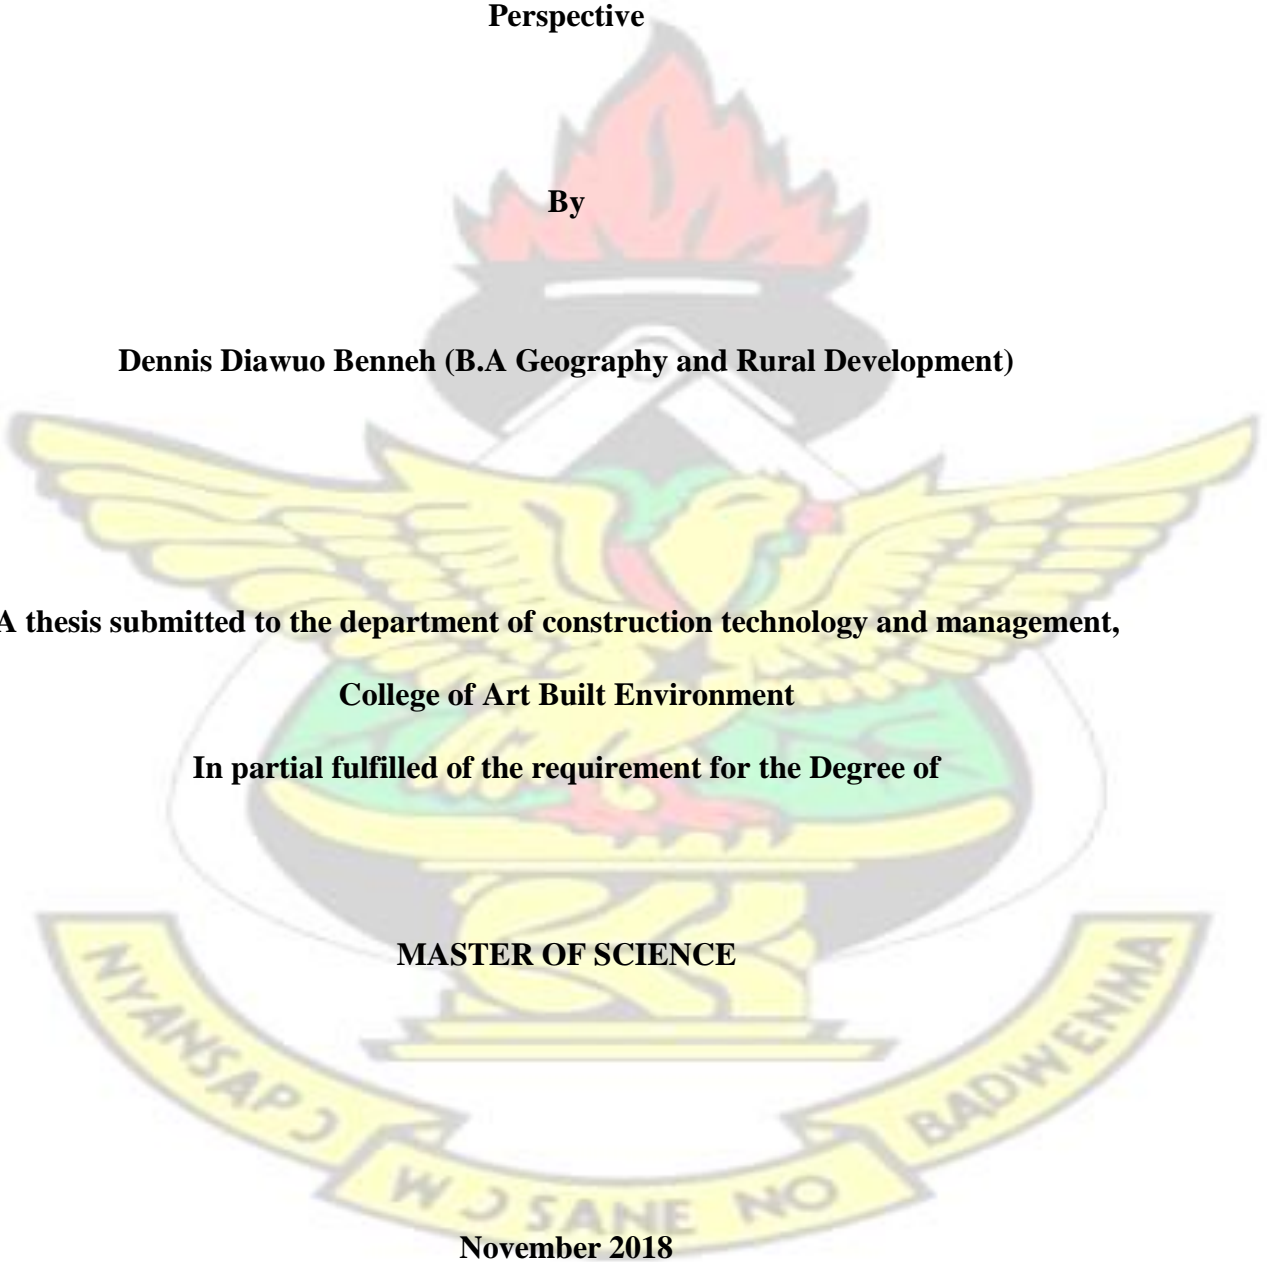 Perspective
By
Dennis Diawuo Benneh (B.A Geography and Rural Development)
A thesis submitted to the department of construction technology and management,
College of Art Built Environment
In partial fulfilled of the requirement for the Degree of
MASTER OF SCIENCE
NYANSAPƆ WƆSANE NO BADWENMA
November 2018